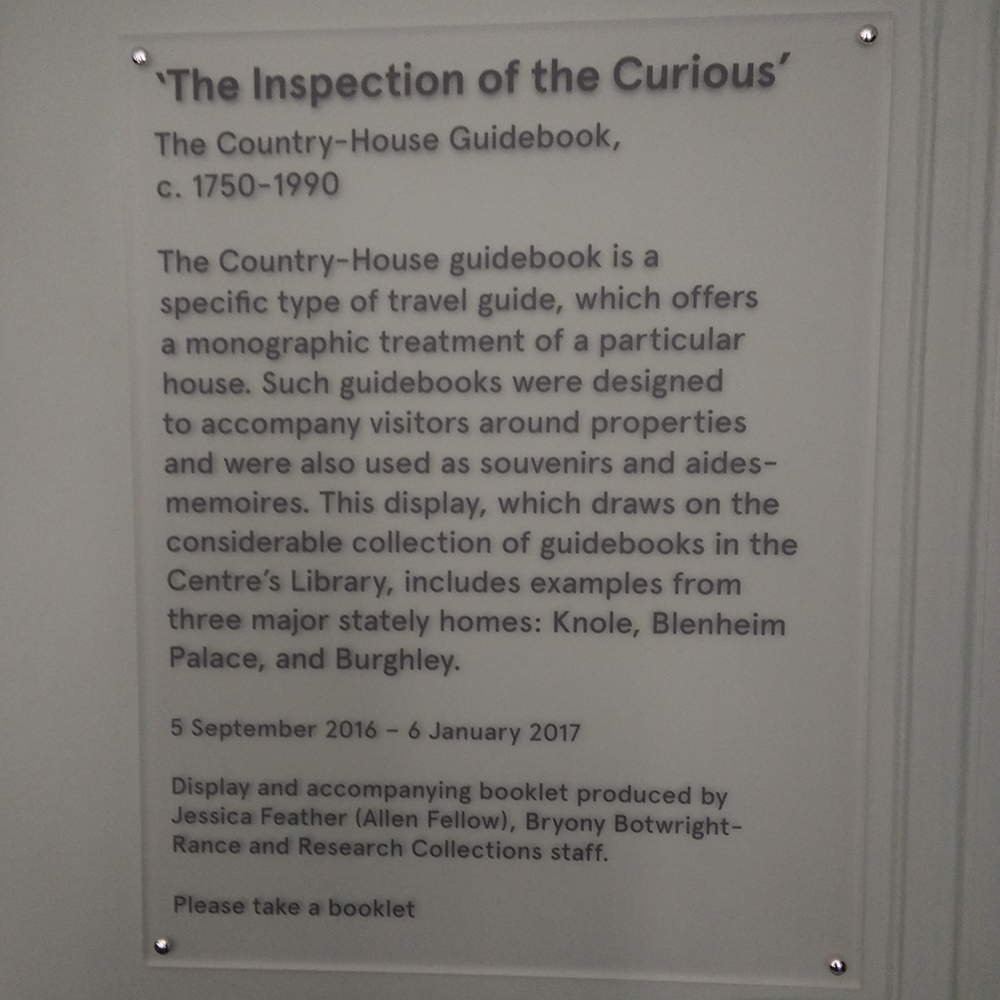 ‘The Inspection of the Curious’
The Country-House Guidebook,
c. 1750-1990
The Country-House guidebook is a
specific type of travel guide, which offers
a monographic treatment of a particular
house. Such guidebooks were designed
to accompany visitors around properties
and were also used as souvenirs and aides-
memoires. This display, which draws on the
considerable collection of guidebooks in the
Centre’s Library, includes examples from
three major stately homes: Knole, Blenheim
Palace, and Burghley.
5 September 2016 – 6 January 2017
Display and accompanying booklet produced by
Jessica Feather (Allen Fellow), Bryony Botwright-
Rance and Research Collections staff.
Please take a booklet